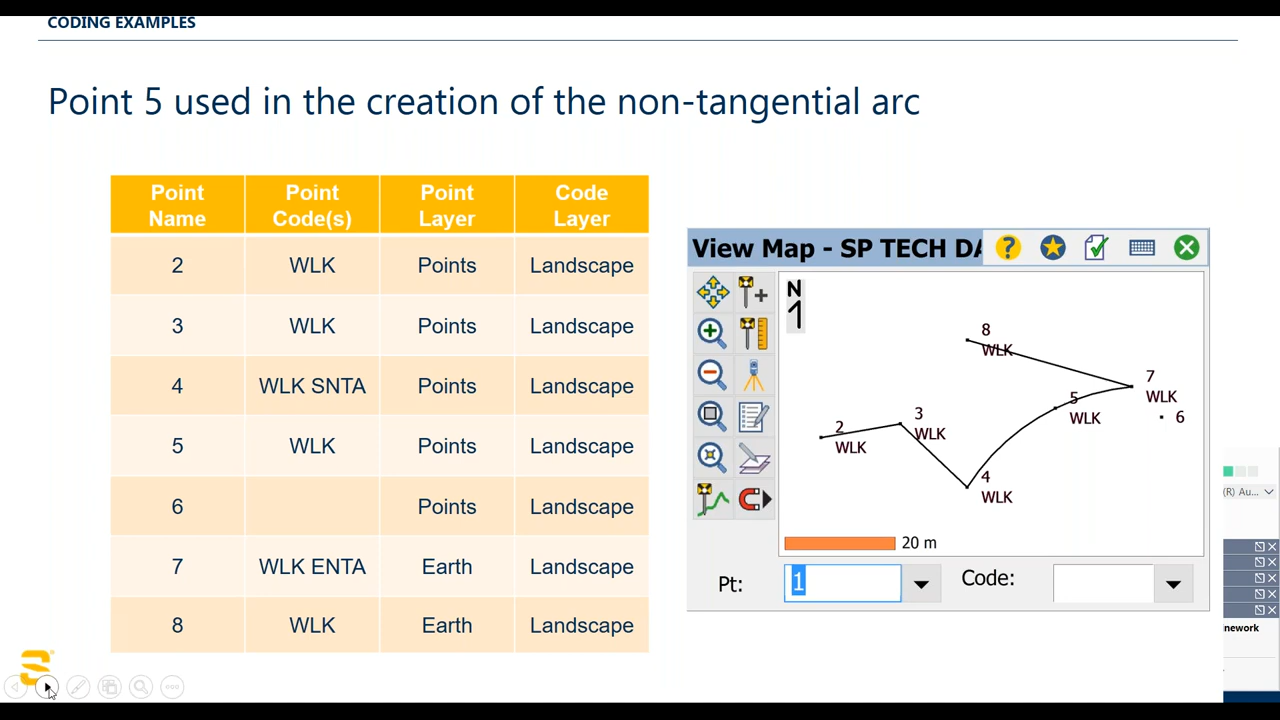 CODING EXAMPLES
Point 5 used in the creation of the non-tangential arc
Point Name Point Code(s) Point Layer Code Layer
2 WLK Points Landscape
3 WLK Points Landscape
4 WLK SNTA Points Landscape
5 WLK Points Landscape
6 Points Landscape
7 WLK ENTA Earth Landscape
8 WLK Earth Landscape
View Map - SP TECH DA
N
1
8
WLK
7
WLK
5
WLK
6
3
WLK
2
WLK
4
WLK
20 m
Pt: 1 Code:
(R) Au...
nework